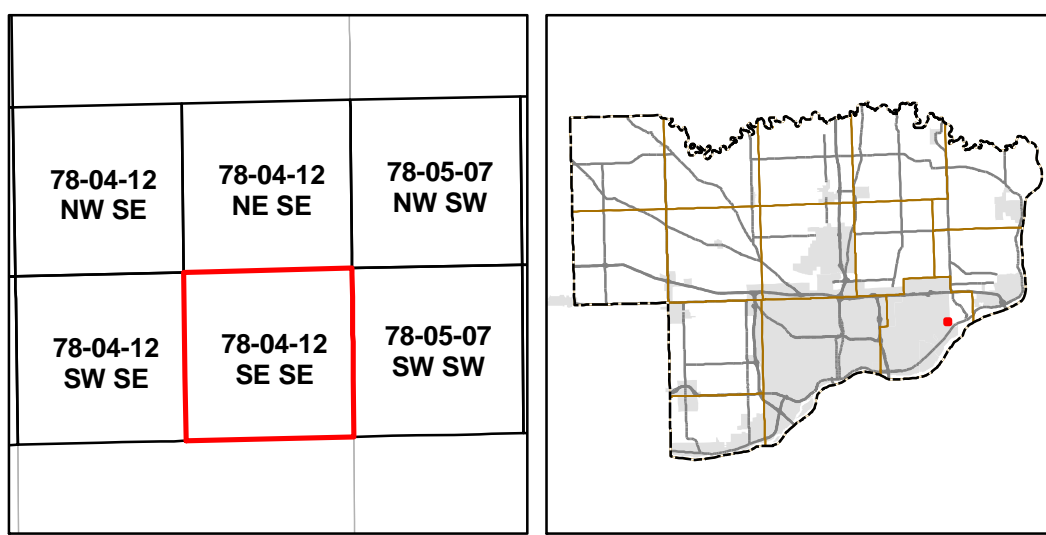 78-04-12
NW SE
78-04-12
NE SE
78-05-07
NW SW
78-04-12
SW SE
78-04-12
SE SE
78-05-07
SW SW